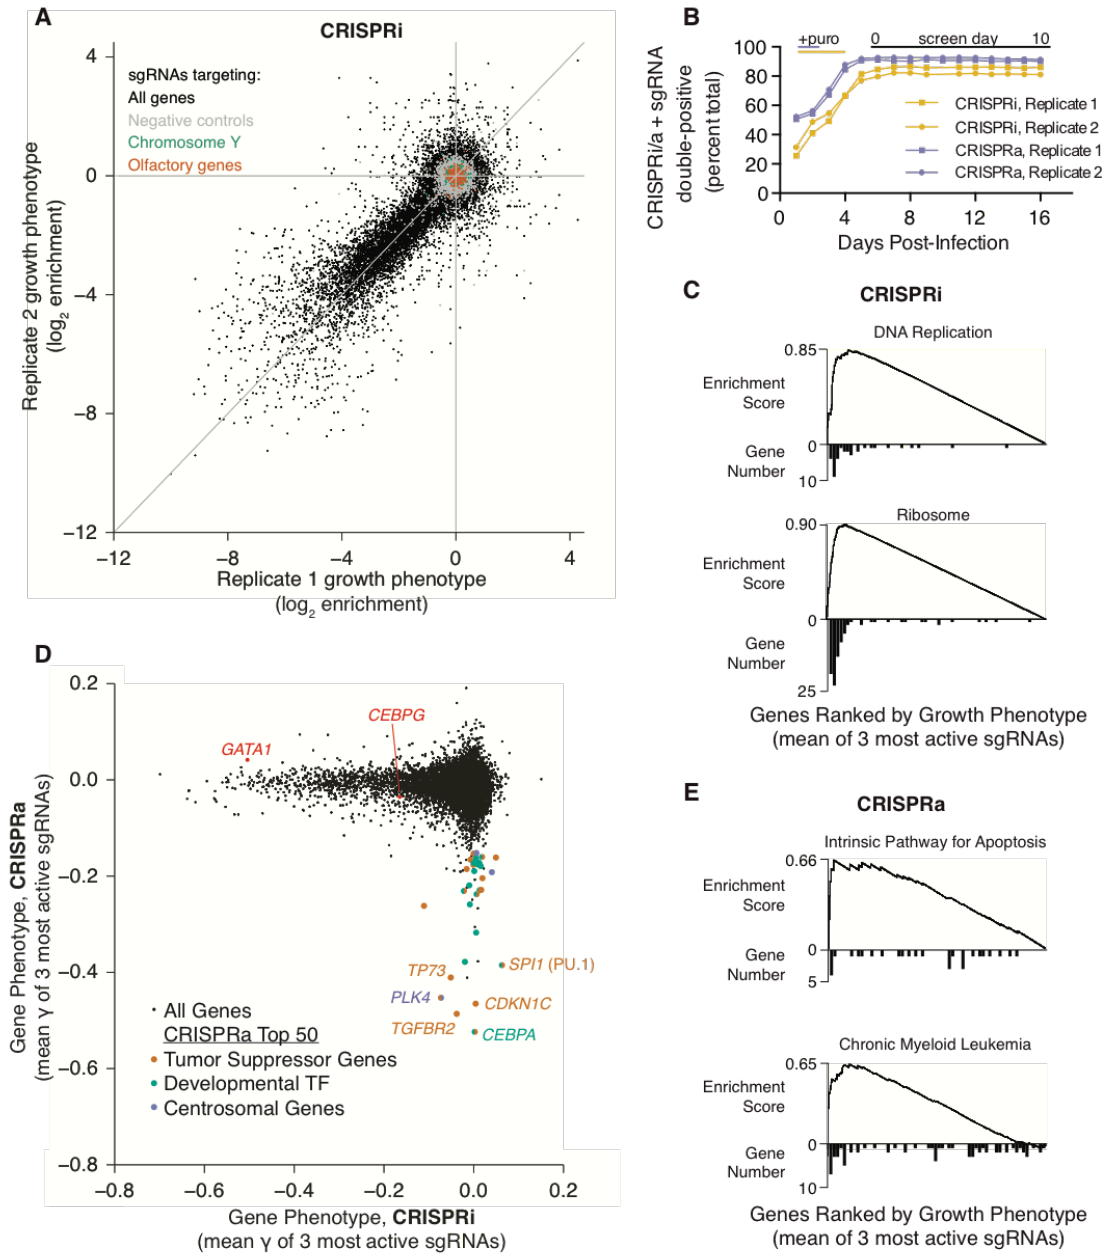 A
CRISPRi
4
0
−4
−8
−12
−12
−8
−4
0
4
sgRNAs targeting:
All genes
Negative controls
Chromosome Y
Olfactory genes
Replicate 2 growth phenotype
(log2 enrichment)
Replicate 1 growth phenotype
(log2 enrichment)
B
+puro
0
screen day
10
100
80
60
40
20
0
0
4
8
12
16
CRISPRi/a + sgRNA
double-positive
(percent total)
CRISPRi, Replicate 1
CRISPRi, Replicate 2
CRISPRa, Replicate 1
CRISPRa, Replicate 2
Days Post-Infection
C
CRISPRi
DNA Replication
0.85
Enrichment
Score
0
Gene
Number
10
Ribosome
0.90
Enrichment
Score
0
Gene
Number
25
Genes Ranked by Growth Phenotype
(mean of 3 most active sgRNAs)
D
0.2
0.0
−0.2
−0.4
−0.6
−0.8
−0.8
−0.6
−0.4
−0.2
0.0
0.2
Gene Phenotype, CRISPRa
(mean γ of 3 most active sgRNAs)
CEBPG
GATA1
TP73
SPI1 (PU.1)
PLK4
CDKN1C
TGFBR2
CEBPA
All Genes
CRISPRa Top 50
Tumor Suppressor Genes
Developmental TF
Centrosomal Genes
Gene Phenotype, CRISPRi
(mean γ of 3 most active sgRNAs)
E
CRISPRa
Intrinsic Pathway for Apoptosis
0.66
Enrichment
Score
0
Gene
Number
5
Chronic Myeloid Leukemia
0.65
Enrichment
Score
0
Gene
Number
10
Genes Ranked by Growth Phenotype
(mean of 3 most active sgRNAs)